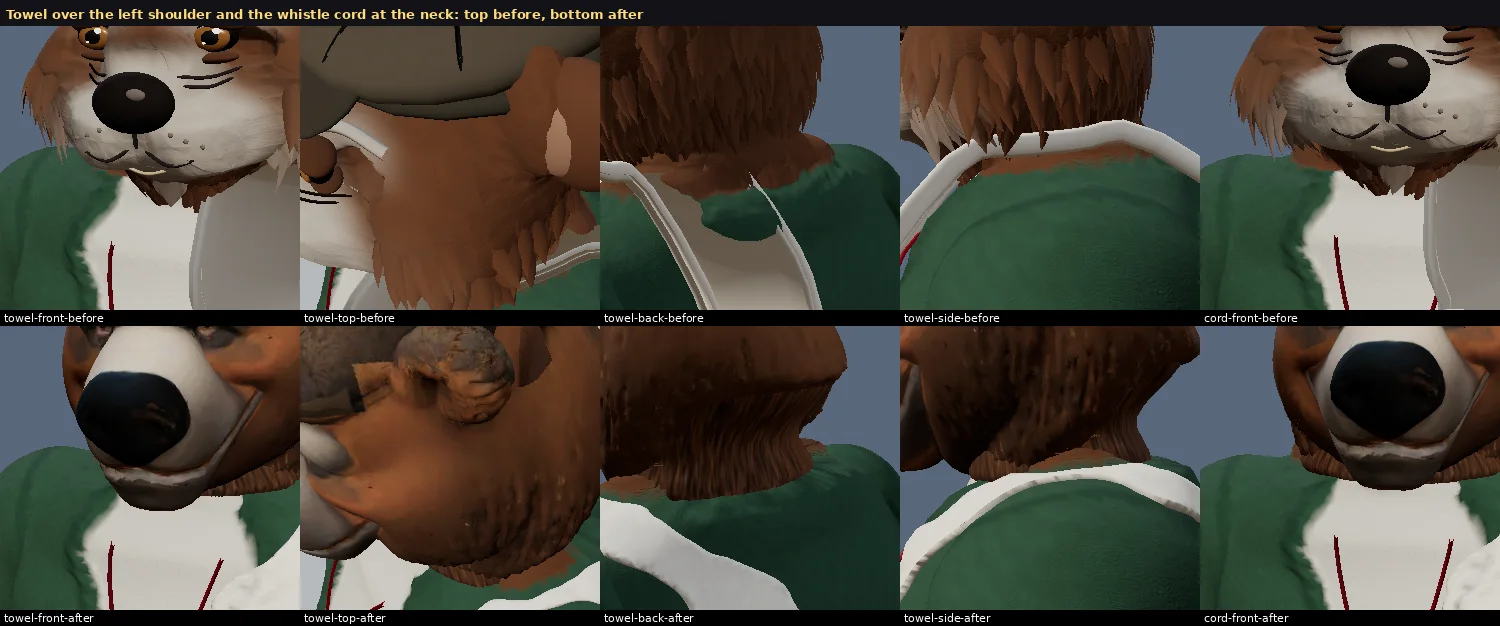 Towel over the left shoulder and the whistle cord at the neck: top before, bottom after
towel-front-before
towel-top-before
towel-back-before
towel-side-before
cord-front-before
towel-front-after
towel-top-after
towel-back-after
towel-side-after
cord-front-after